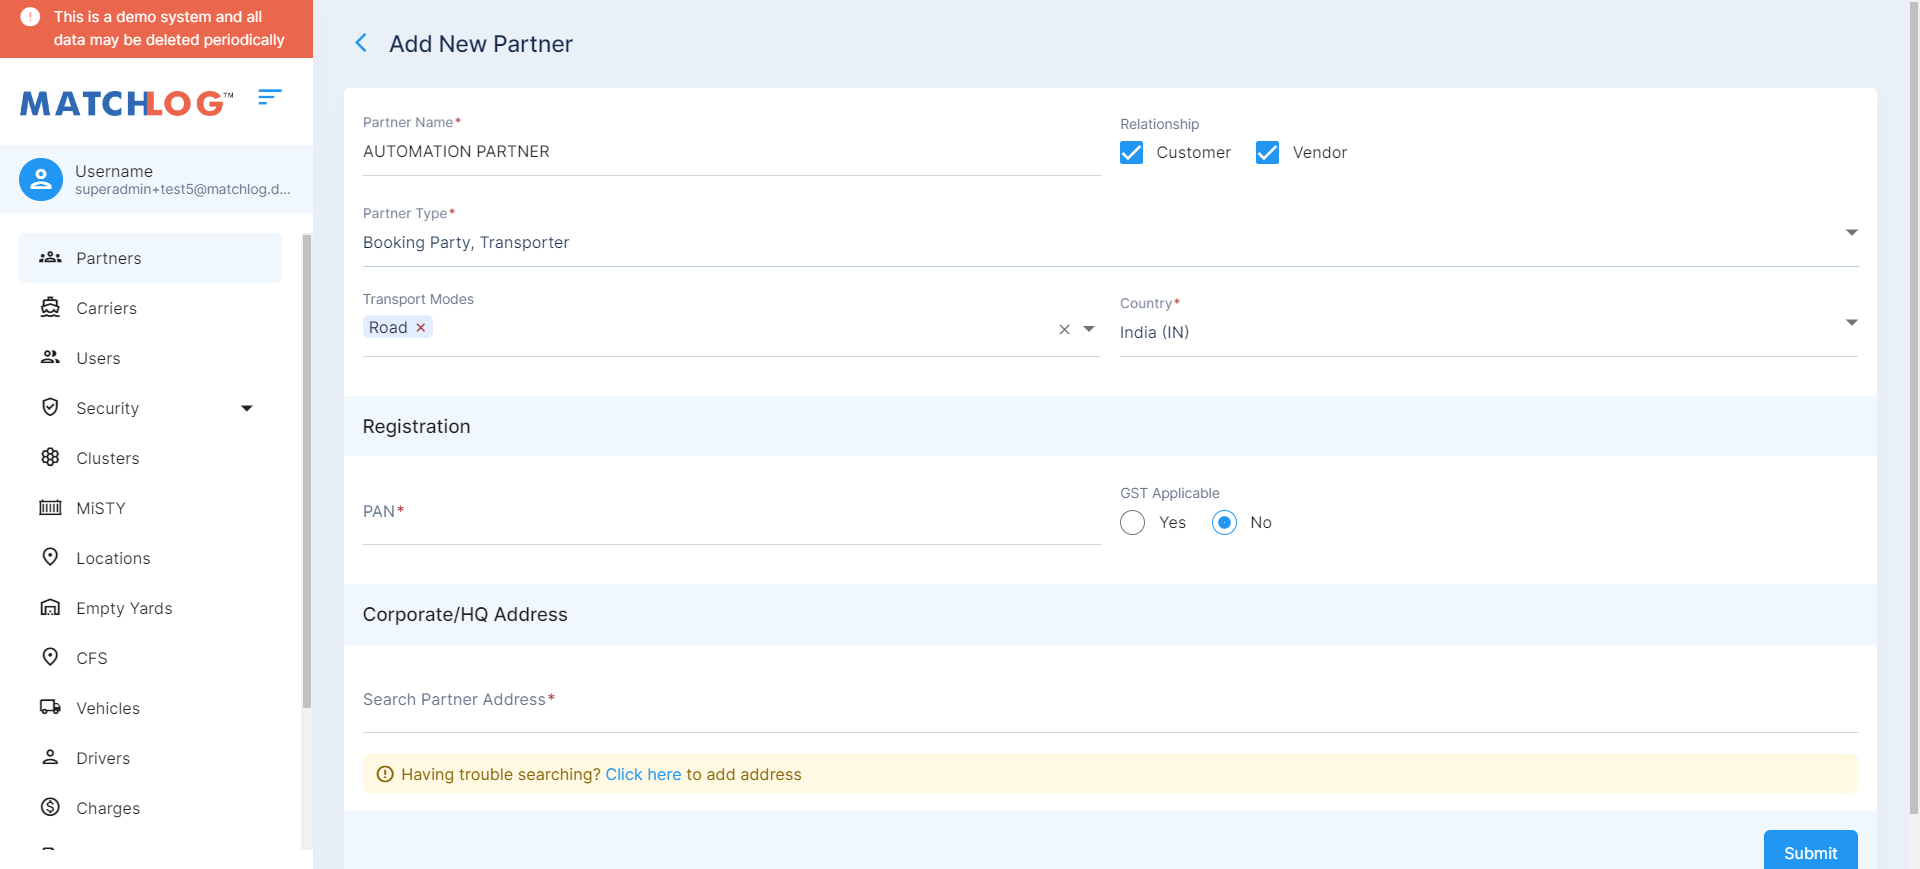 This is a demo system and all
data may be deleted periodically
MATCHLOG™
Username
superadmin+test5@matchlog.d...
Partners
Carriers
Users
Security
Clusters
MiSTY
Locations
Empty Yards
CFS
Vehicles
Drivers
Charges
Add New Partner
Partner Name*
AUTOMATION PARTNER
Relationship
Customer
Vendor
Partner Type*
Booking Party, Transporter
Transport Modes
Road ×
Country*
India (IN)
Registration
PAN*
GST Applicable
Yes
No
Corporate/HQ Address
Search Partner Address*
Having trouble searching? Click here to add address
Submit